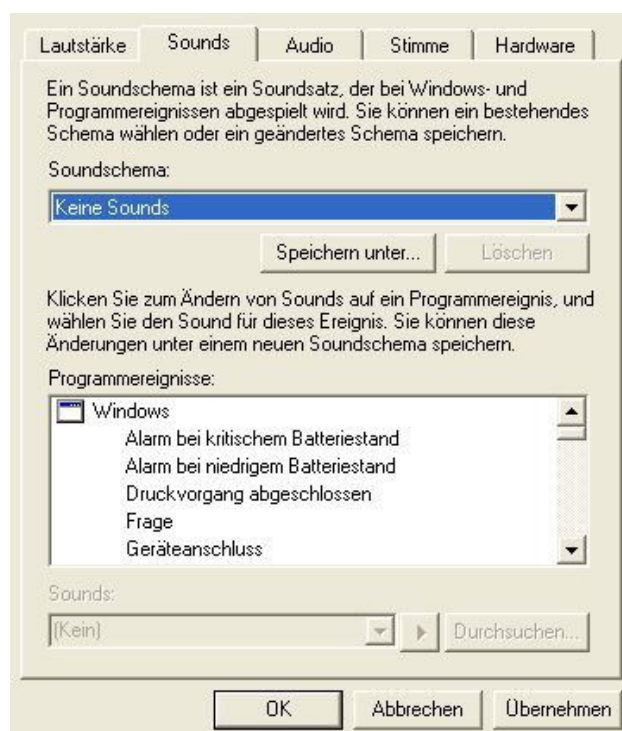 Lautstärke Sounds Audio Stimme Hardware
Ein Soundschema ist ein Soundsatz, der bei Windows- und
Programmereignissen abgespielt wird. Sie können ein bestehendes
Schema wählen oder ein geändertes Schema speichern.
Soundschema:
Keine Sounds
Speichern unter... Löschen
Klicken Sie zum Ändern von Sounds auf ein Programmereignis, und
wählen Sie den Sound für dieses Ereignis. Sie können diese
Änderungen unter einem neuen Soundschema speichern.
Programmereignisse:
Windows
Alarm bei kritischem Batteriestand
Alarm bei niedrigem Batteriestand
Druckvorgang abgeschlossen
Frage
Geräteanschluss
Sounds:
(Kein) Durchsuchen...
OK Abbrechen Übernehmen